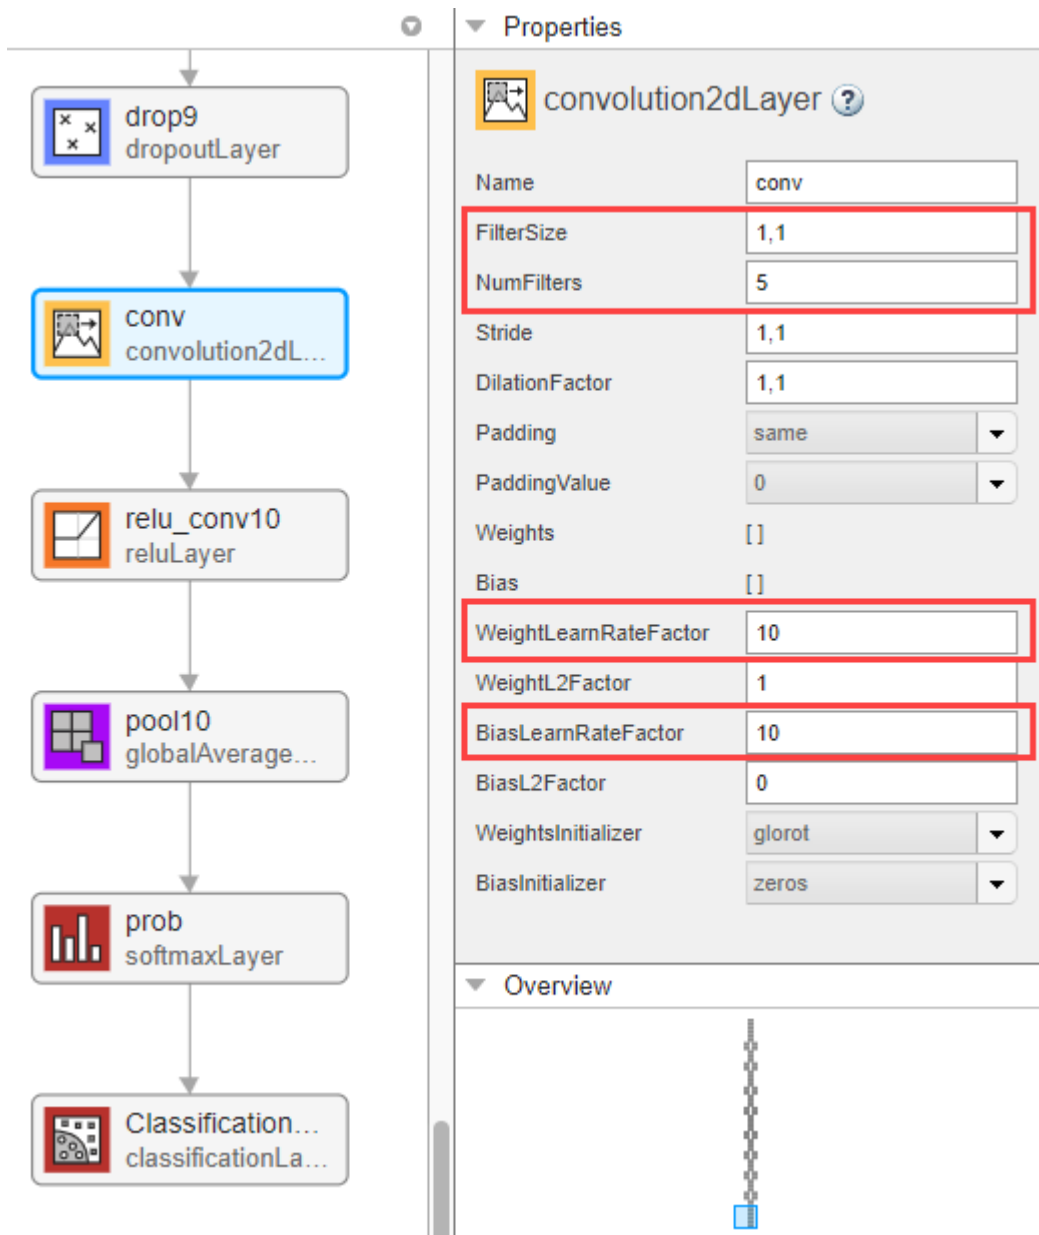 drop9
dropoutLayer
conv
convolution2dL...
relu_conv10
reluLayer
pool10
globalAverage...
prob
softmaxLayer
Classification...
classificationLa...
Properties
convolution2dLayer ?
Name conv
FilterSize 1,1
NumFilters 5
Stride 1,1
DilationFactor 1,1
Padding same
PaddingValue 0
Weights []
Bias []
WeightLearnRateFactor 10
WeightL2Factor 1
BiasLearnRateFactor 10
BiasL2Factor 0
WeightsInitializer glorot
BiasInitializer zeros
Overview